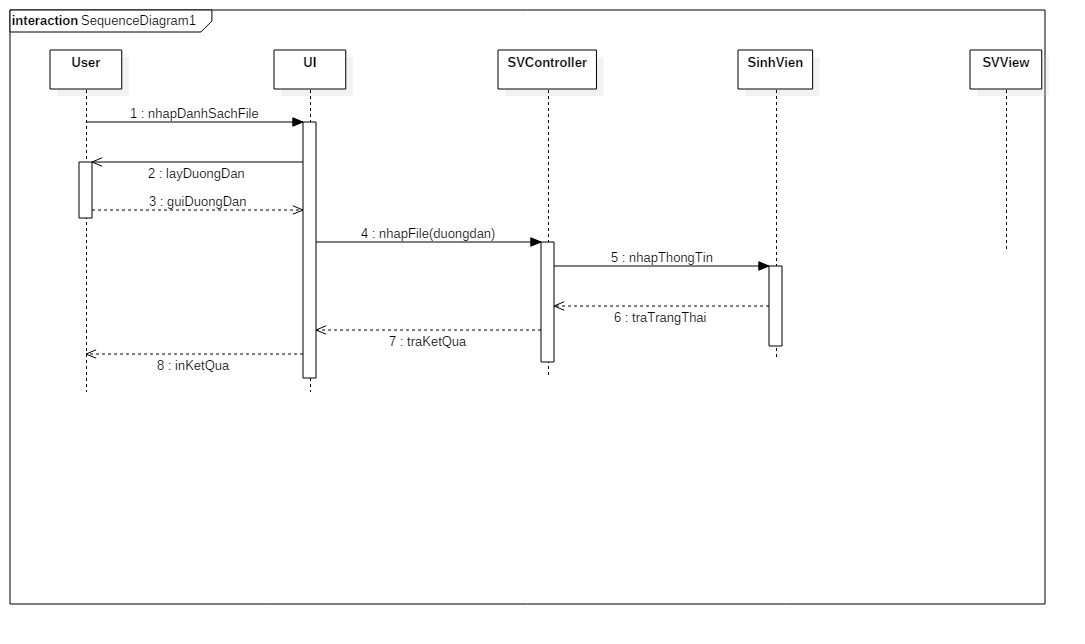 interaction SequenceDiagram1
User
UI
SVController
SinhVien
SVView
1 : nhapDanhSachFile
2 : layDuongDan
3 : guiDuongDan
4 : nhapFile(duongdan)
5 : nhapThongTin
6 : traTrangThai
7 : traKetQua
8 : inKetQua